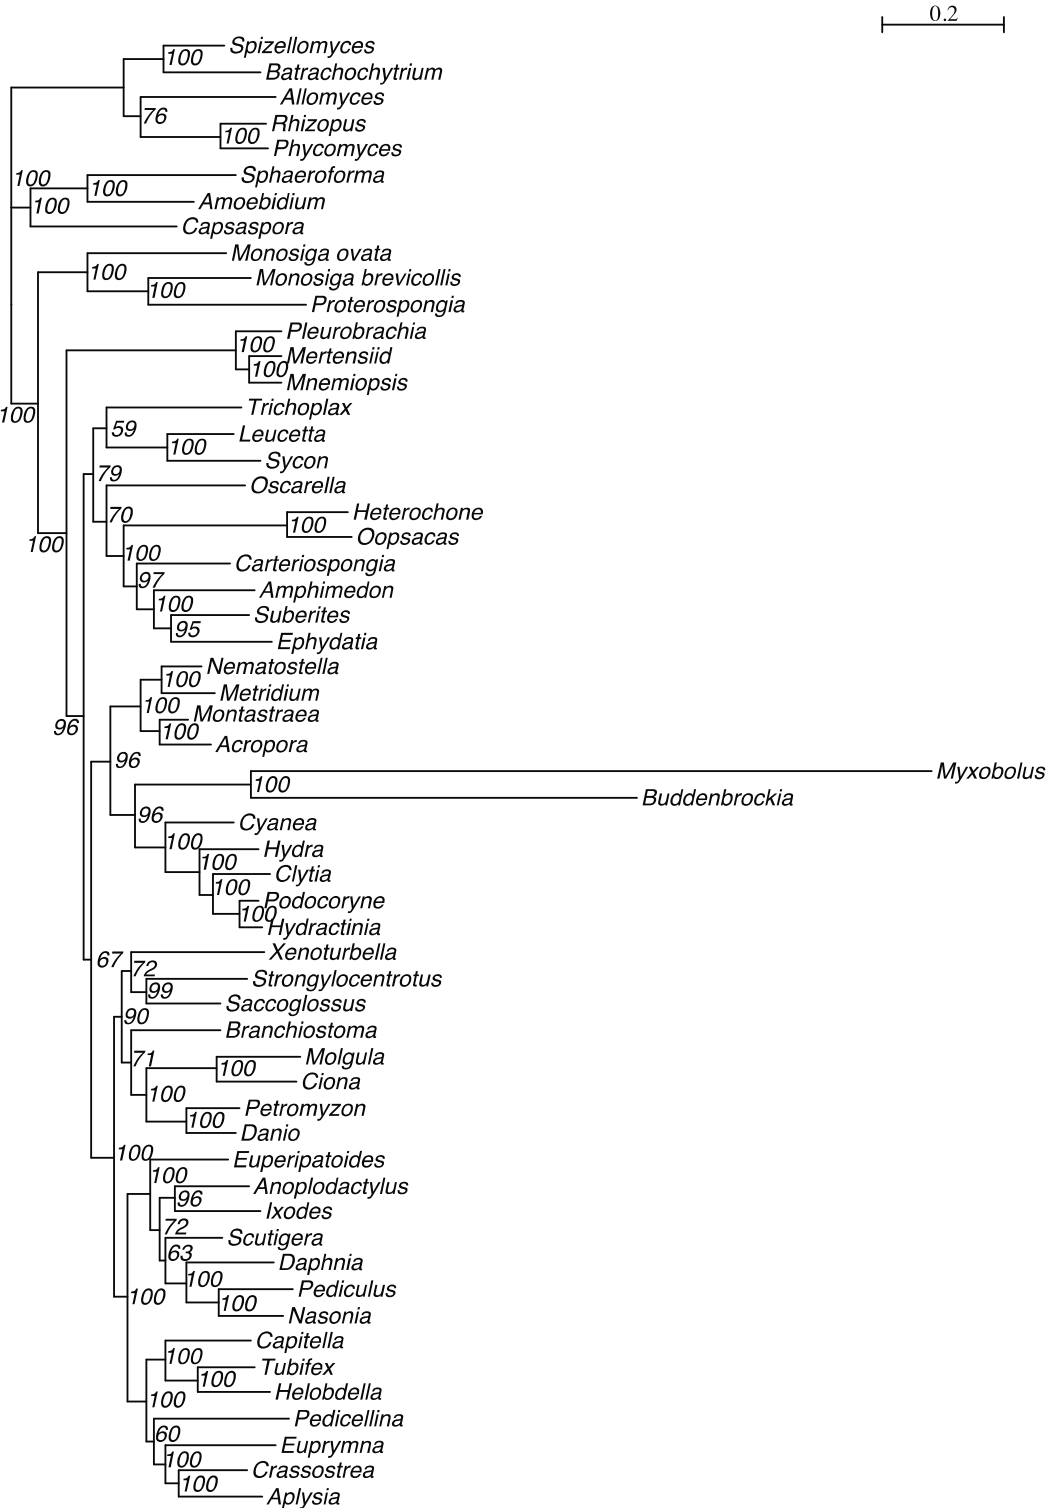 0.2
Spizellomyces
100
Batrachochytrium
Allomyces
76
Rhizopus
100
Phycomyces
Sphaeroforma
100
100
Amoebidium
100
Capsaspora
Monosiga ovata
100
Monosiga brevicollis
100
Proterospongia
Pleurobrachia
100
Mertensiid
100
Mnemiopsis
Trichoplax
100
59
Leucetta
100
Sycon
79
Oscarella
Heterochone
70
100
Oopsacas
100
100
Carteriospongia
97
Amphimedon
100
Suberites
95
Ephydatia
Nematostella
100
Metridium
100
Montastraea
96
100
Acropora
96
Myxobolus
100
Buddenbrockia
96
Cyanea
100
Hydra
100
Clytia
100
Podocoryne
100
Hydractinia
Xenoturbella
67
72
Strongylocentrotus
99
Saccoglossus
90
Branchiostoma
71
Molgula
100
Ciona
100
Petromyzon
100
Danio
100
Euperipatoides
100
Anoplodactylus
96
Ixodes
72
Scutigera
63
Daphnia
100
Pediculus
100
100
Nasonia
Capitella
100
Tubifex
100
Helobdella
100
Pedicellina
60
Euprymna
100
Crassostrea
100
Aplysia